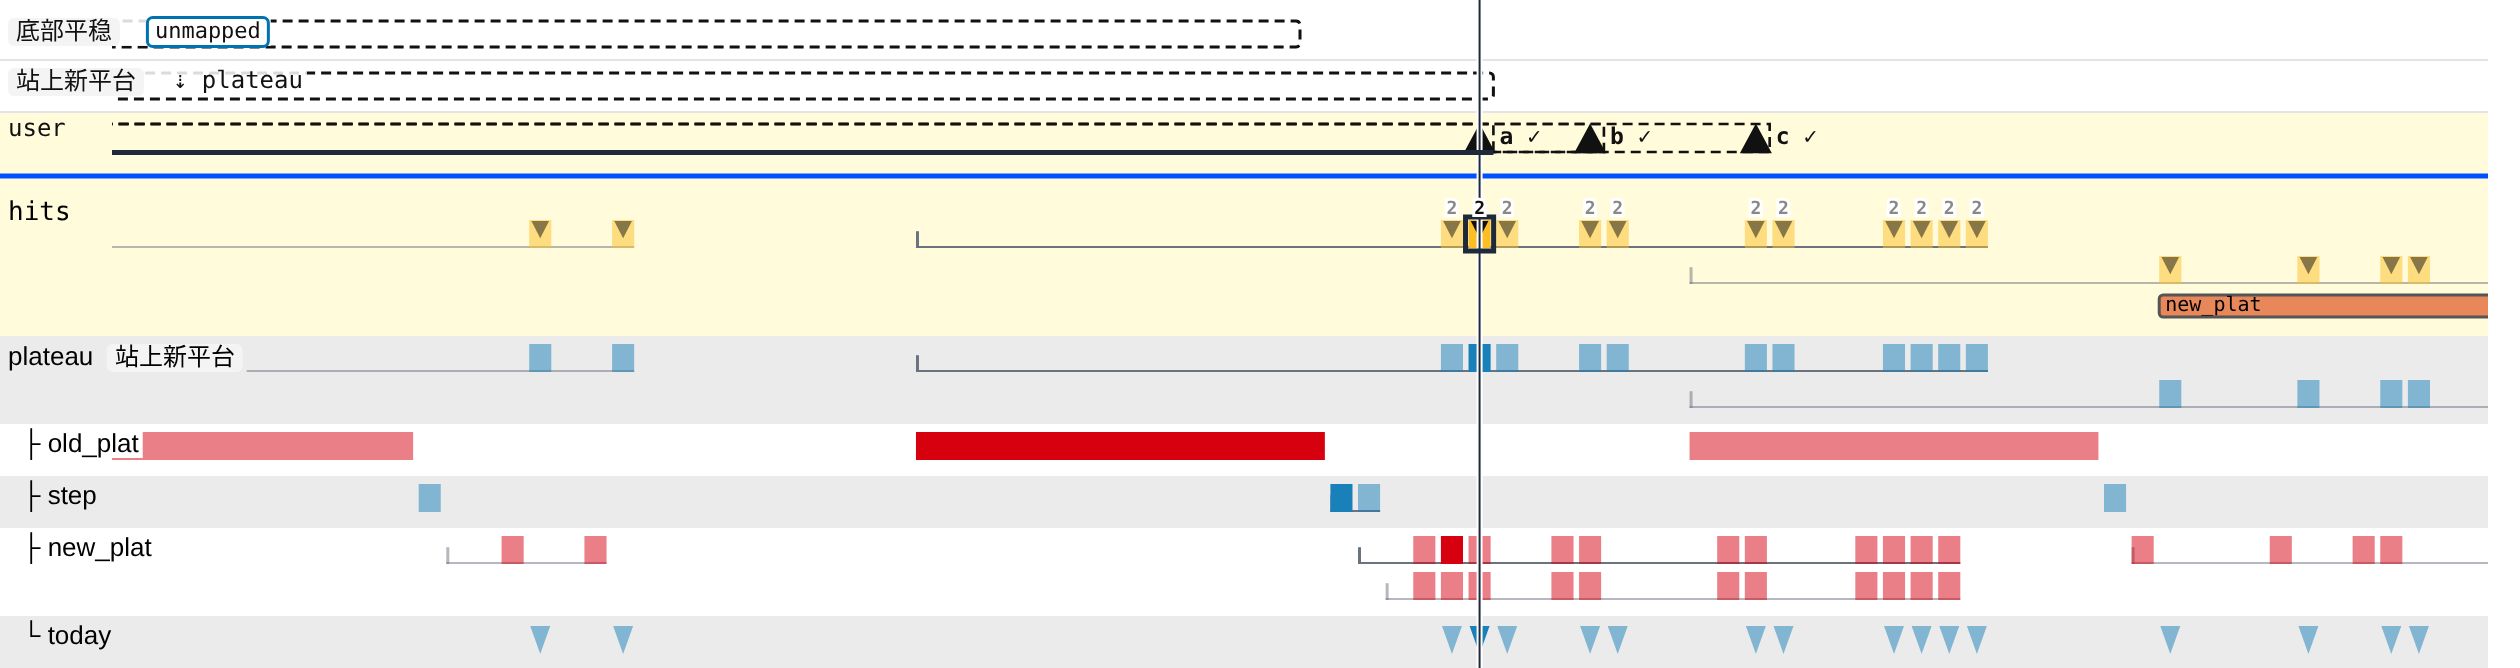 底部平稳 unmapped
站上新平台 ⇣ plateau
user a ✓ b ✓ c ✓
hits 2 2 2 2 2 2 2 2 2 2 2
new_plat
plateau 站上新平台
├ old_plat
├ step
├ new_plat
└ today